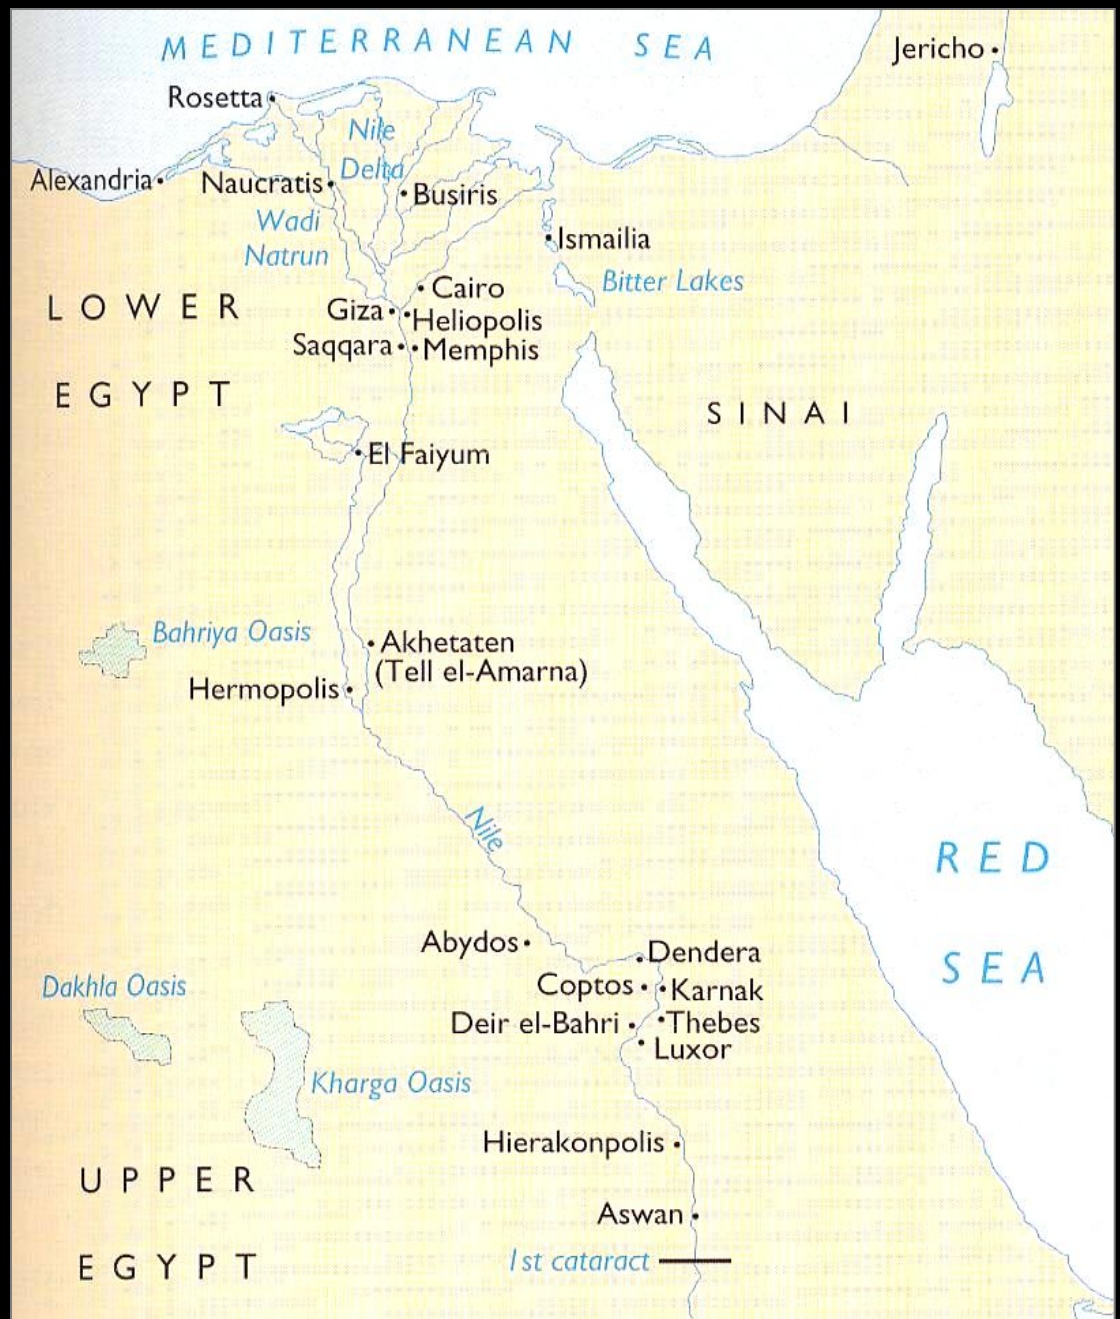 MEDITERRANEAN SEA
Jericho
Rosetta
Nile
Delta
Alexandria
Naucratis
Busiris
Wadi
Natrun
Ismailia
Bitter Lakes
Cairo
LOWER
Giza
Heliopolis
Saqqara
Memphis
EGYPT
SINAI
El Faiyum
Bahriya Oasis
Akhetaten
(Tell el-Amarna)
Hermopolis
Nile
RED
SEA
Abydos
Dendera
Dakhla Oasis
Coptos
Karnak
Deir el-Bahri
Thebes
Luxor
Kharga Oasis
Hierakonpolis
UPPER
Aswan
EGYPT
1st cataract